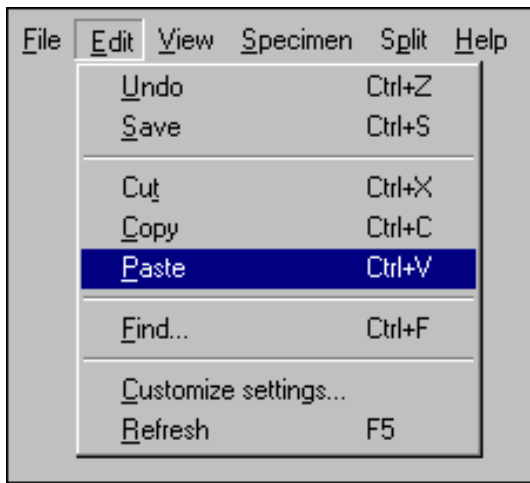 File Edit View Specimen Split Help
Undo Ctrl+Z
Save Ctrl+S
Cut Ctrl+X
Copy Ctrl+C
Paste Ctrl+V
Find... Ctrl+F
Customize settings...
Refresh F5